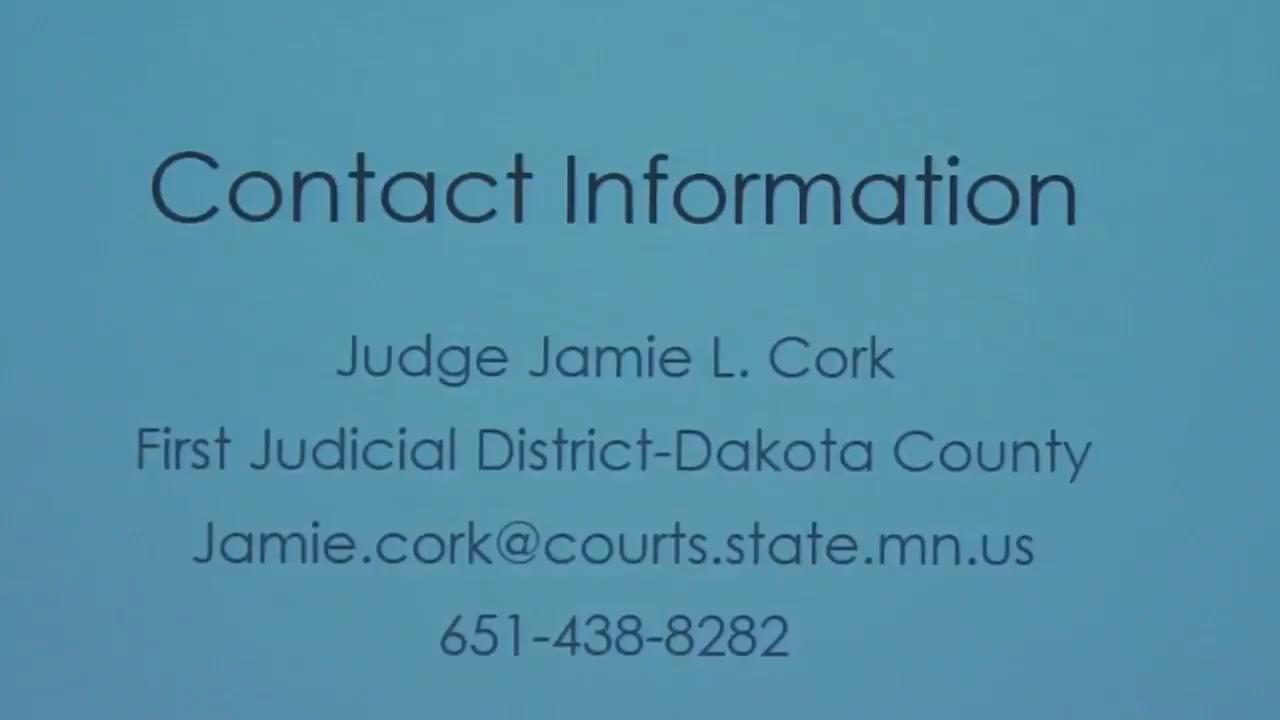 Contact Information
Judge Jamie L. Cork
First Judicial District-Dakota County
Jamie.cork@courts.state.mn.us
651-438-8282